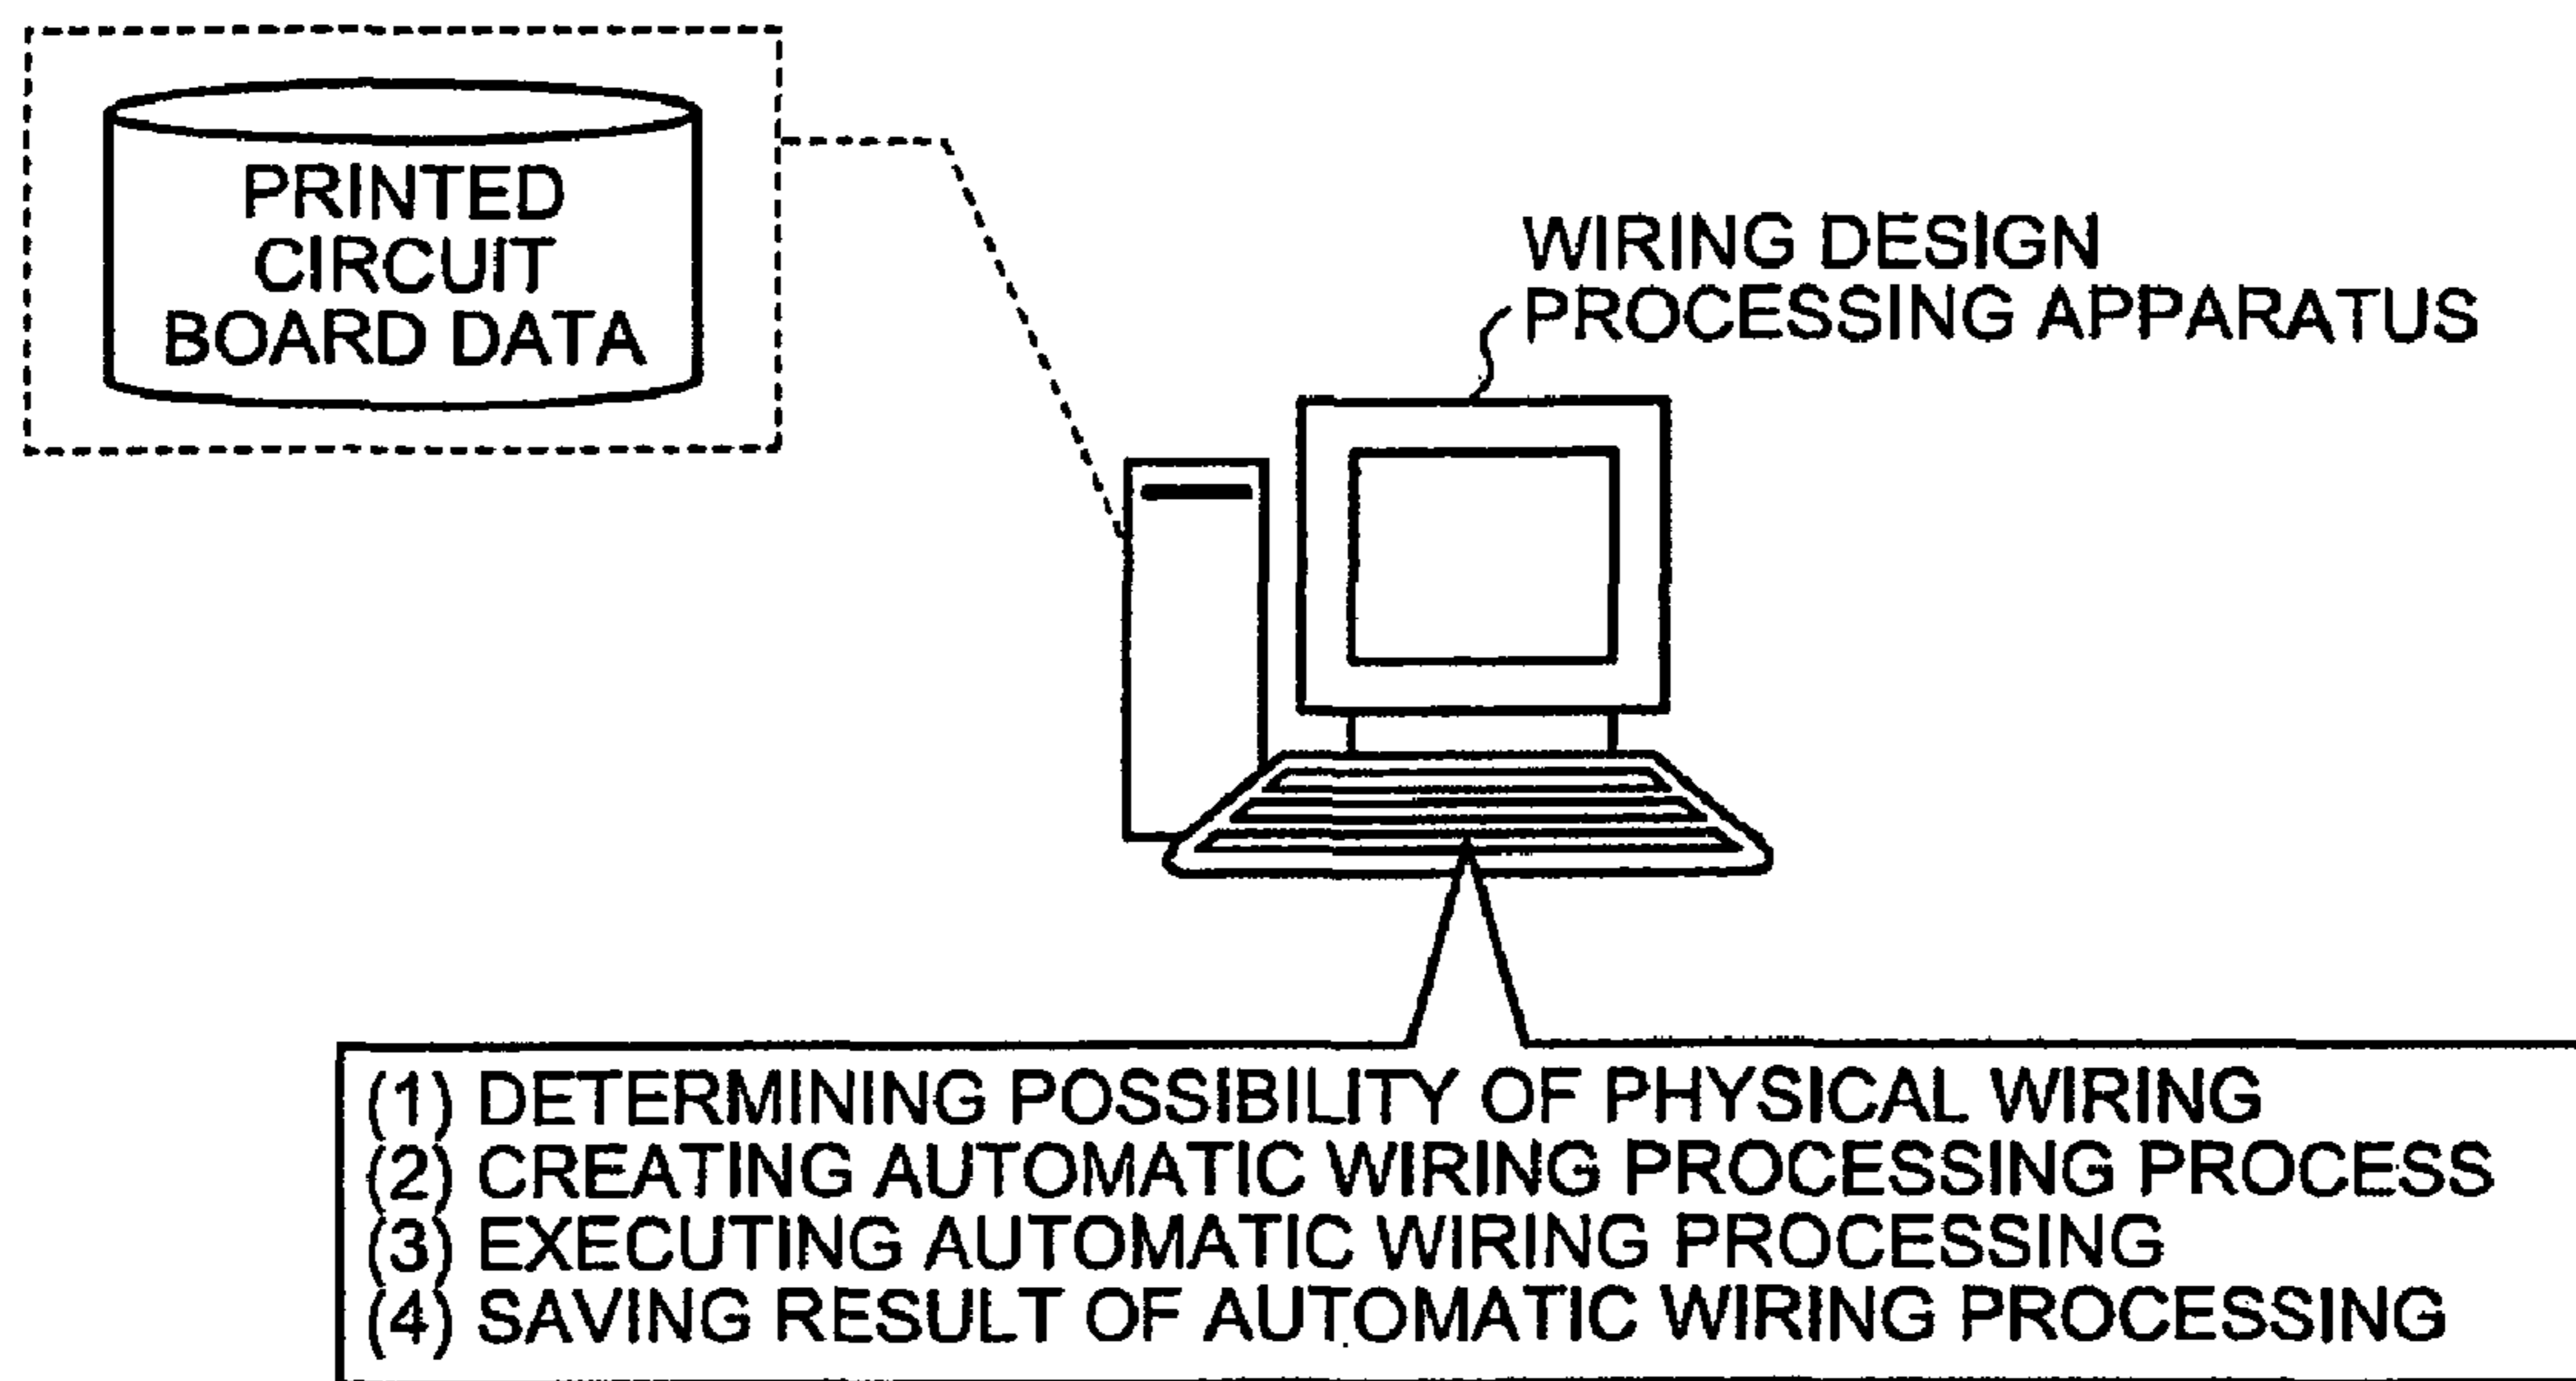 PRINTED
CIRCUIT
BOARD DATA
WIRING DESIGN
PROCESSING APPARATUS
(1) DETERMINING POSSIBILITY OF PHYSICAL WIRING
(2) CREATING AUTOMATIC WIRING PROCESSING PROCESS
(3) EXECUTING AUTOMATIC WIRING PROCESSING
(4) SAVING RESULT OF AUTOMATIC WIRING PROCESSING